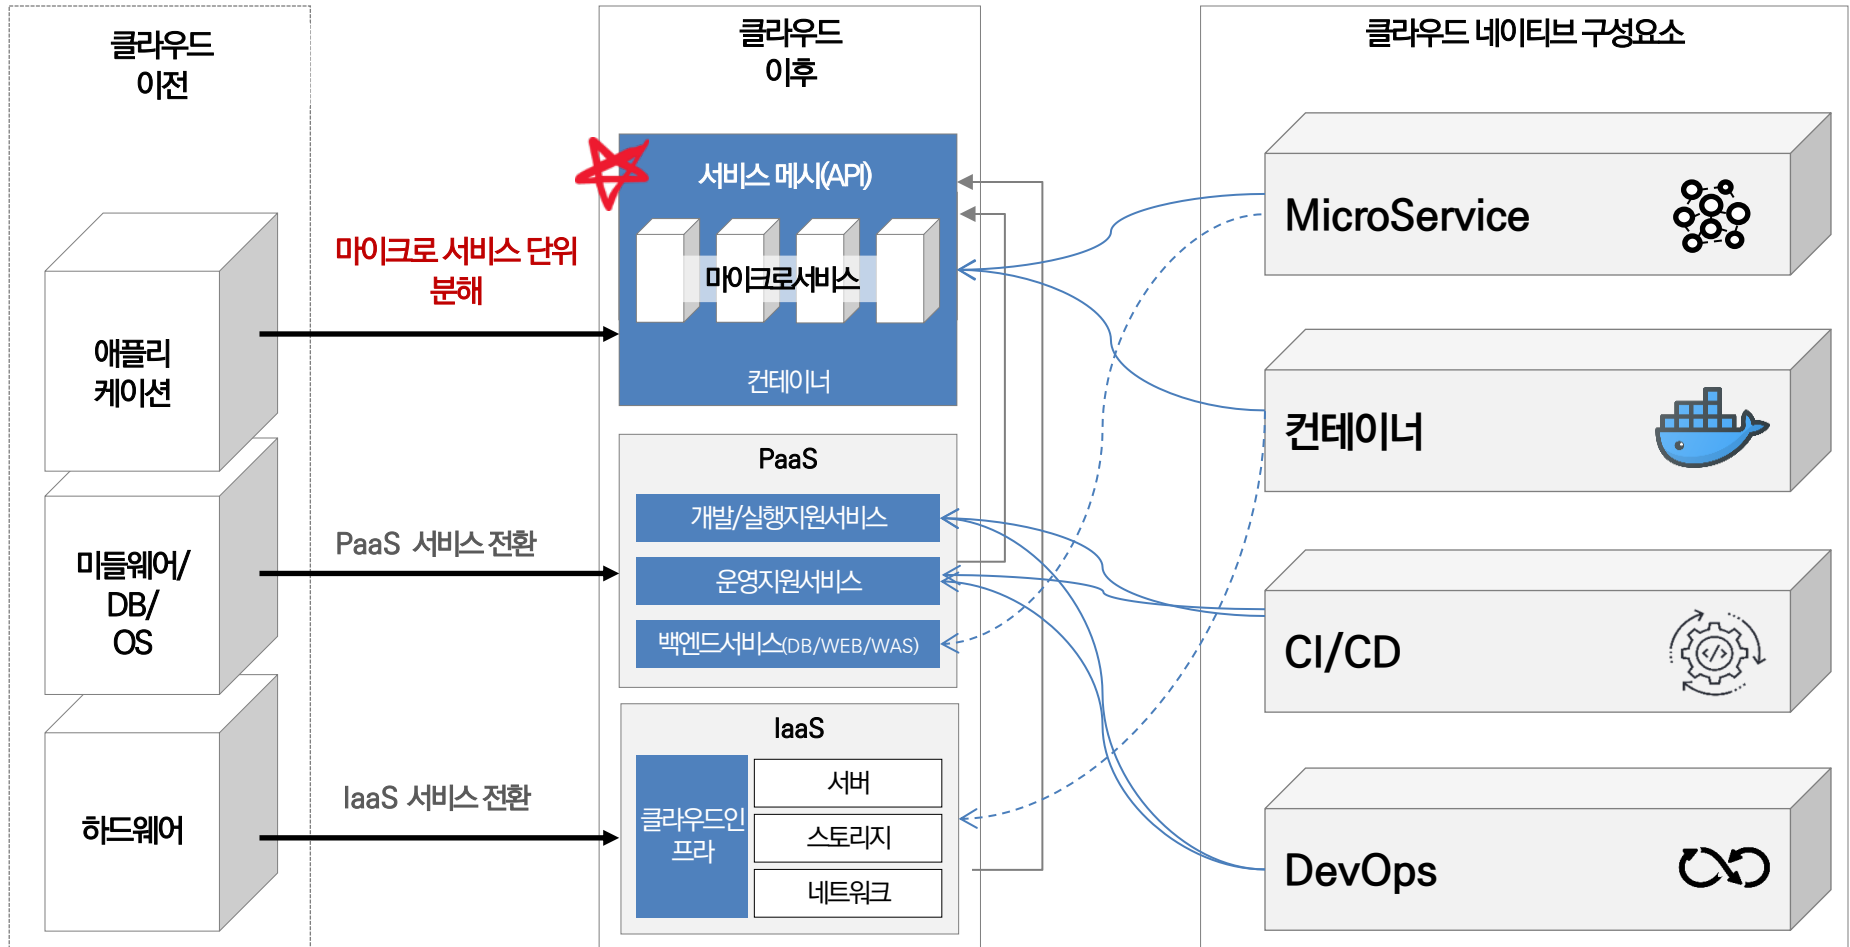 클라우드
이전
애플리
케이션
미들웨어/
DB/
OS
하드웨어
마이크로 서비스 단위
분해
PaaS 서비스 전환
IaaS 서비스 전환
클라우드
이후
서비스 메시(API)
마이크로서비스
컨테이너
PaaS
개발/실행지원서비스
운영지원서비스
백엔드서비스(DB/WEB/WAS)
IaaS
클라우드인
프라
서버
스토리지
네트워크
클라우드 네이티브 구성요소
MicroService
컨테이너
CI/CD
</>
DevOps